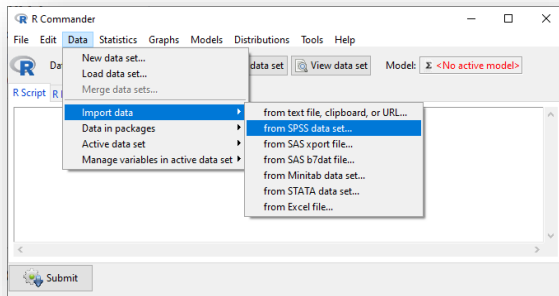 R Commander
File Edit Data Statistics Graphs Models Distributions Tools Help
R Da data set View data set Model: Σ <No active model>
R Script R
New data set...
Load data set...
Merge data sets...
Import data
Data in packages
Active data set
Manage variables in active data set
from text file, clipboard, or URL...
from SPSS data set...
from SAS xport file...
from SAS b7dat file...
from Minitab data set...
from STATA data set...
from Excel file...
Submit